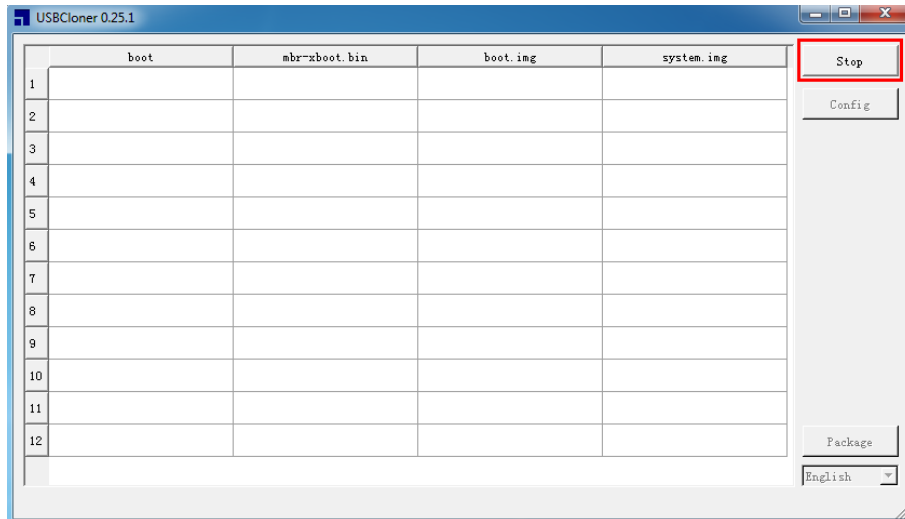 USBCloner 0.25.1
boot mbr-xboot.bin boot.img system.img
Stop
1
Config
2
3
4
5
6
7
8
9
10
11
12
Package
English